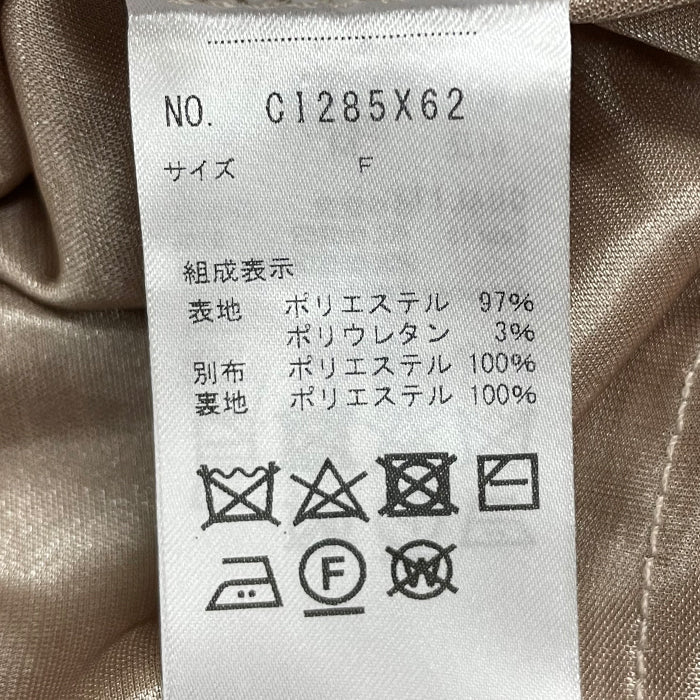 NO. CI285X62
サイズ F
組成表示
表地 ポリエステル 97%
ポリウレタン 3%
別布 ポリエステル 100%
裏地 ポリエステル 100%
F W